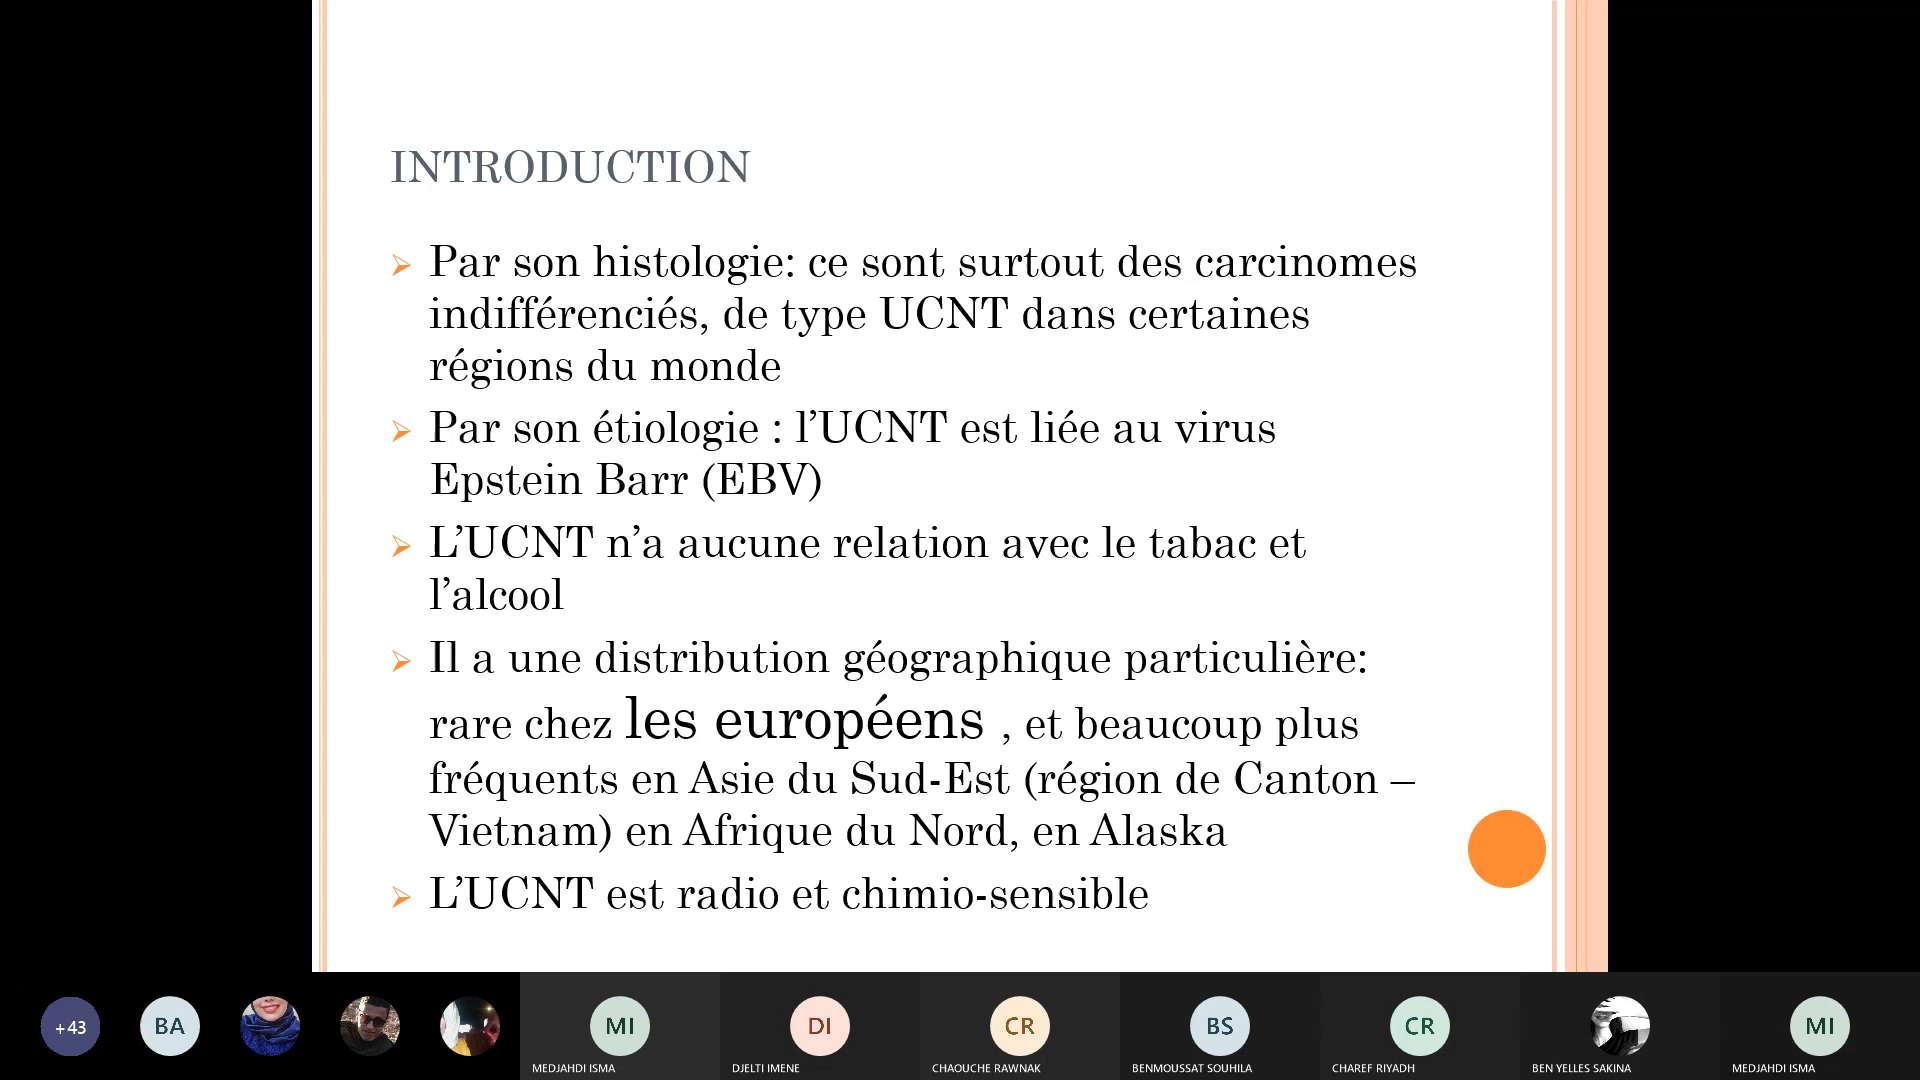 INTRODUCTION
➢ Par son histologie: ce sont surtout des carcinomes
indifférenciés, de type UCNT dans certaines
régions du monde
➢ Par son étiologie : l’UCNT est liée au virus
Epstein Barr (EBV)
➢ L’UCNT n’a aucune relation avec le tabac et
l’alcool
➢ Il a une distribution géographique particulière:
rare chez les européens , et beaucoup plus
fréquents en Asie du Sud-Est (région de Canton –
Vietnam) en Afrique du Nord, en Alaska
➢ L’UCNT est radio et chimio-sensible
+43 BA MI DI CR BS CR MI
MEDJAHDI ISMA DJELTI IMENE CHAOUCHE RAWNAK BENMOUSSAT SOUHILA CHAREF RIYADH BEN YELLES SAKINA MEDJAHDI ISMA